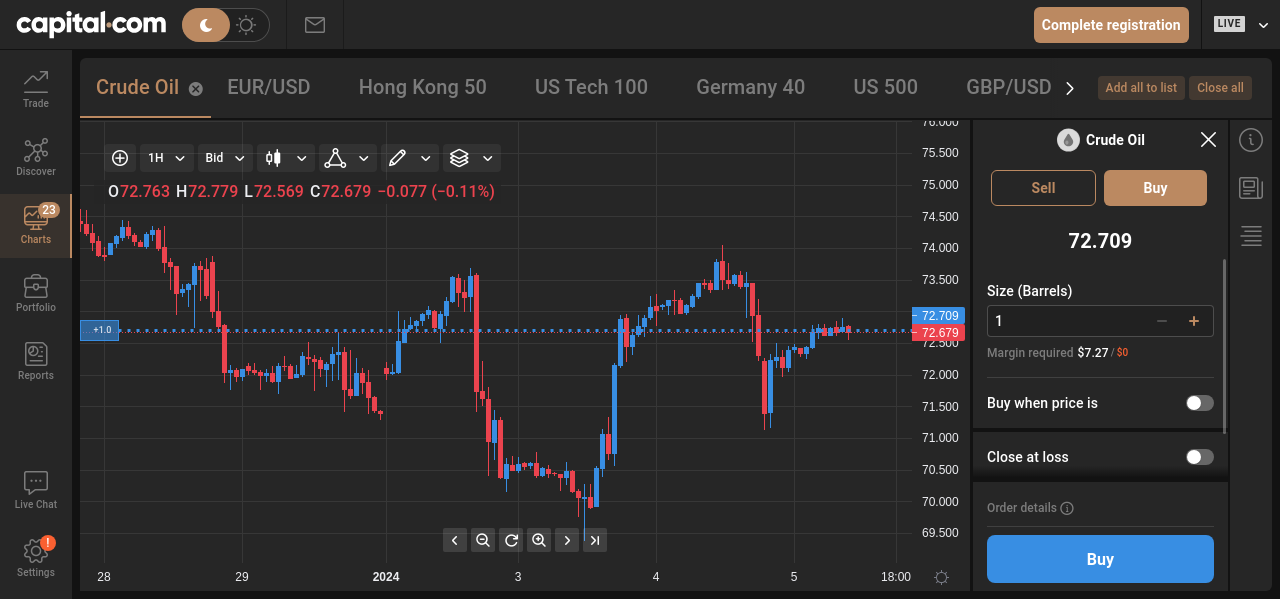 capital.com
Complete registration
LIVE
Trade
Discover
23
Charts
Portfolio
Reports
Live Chat
!
Settings
Crude Oil EUR/USD Hong Kong 50 US Tech 100 Germany 40 US 500 GBP/USD
Add all to list Close all
1H Bid
O72.763 H72.779 L72.569 C72.679 −0.077 (−0.11%)
+1.0
76.000
75.500
75.000
74.500
74.000
73.500
72.709
72.679
72.500
72.000
71.500
71.000
70.500
70.000
69.500
28 29 2024 3 4 5 18:00
Crude Oil
Sell Buy
72.709
Size (Barrels)
1 − +
Margin required $7.27 / $0
Buy when price is
Close at loss
Order details
Buy